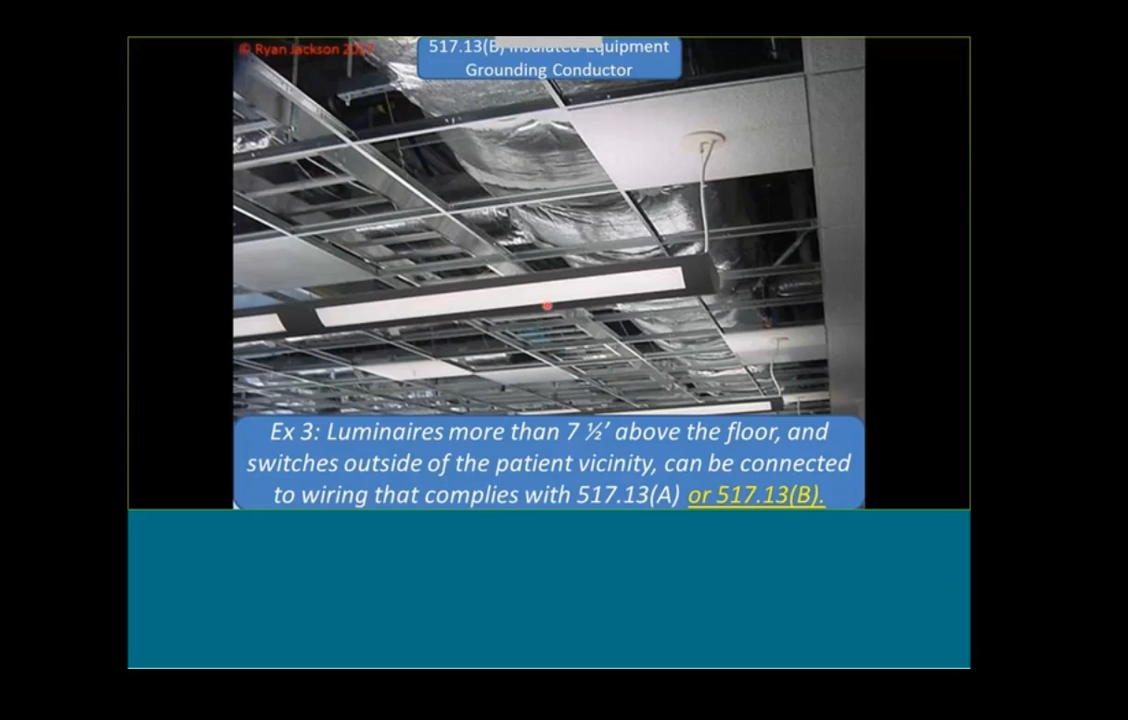 © Ryan Jackson 2017
517.13(B) Insulated Equipment
Grounding Conductor
Ex 3: Luminaires more than 7 ½’ above the floor, and
switches outside of the patient vicinity, can be connected
to wiring that complies with 517.13(A) or 517.13(B).